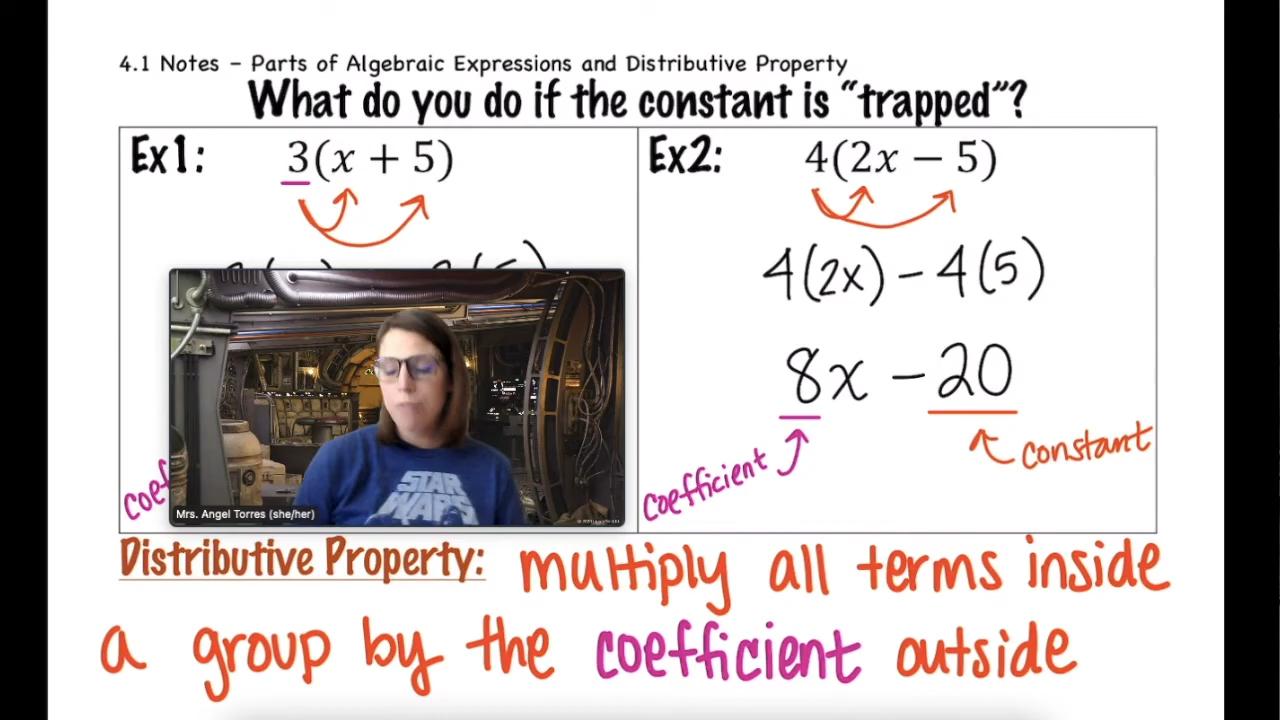 4.1 Notes – Parts of Algebraic Expressions and Distributive Property
What do you do if the constant is “trapped”?
Ex1: 3(x + 5)
Ex2: 4(2x − 5)
4(2x) − 4(5)
8x − 20
coefficient
constant
STAR
WARS
Mrs. Angel Torres (she/her)
Distributive Property: multiply all terms inside
a group by the coefficient outside